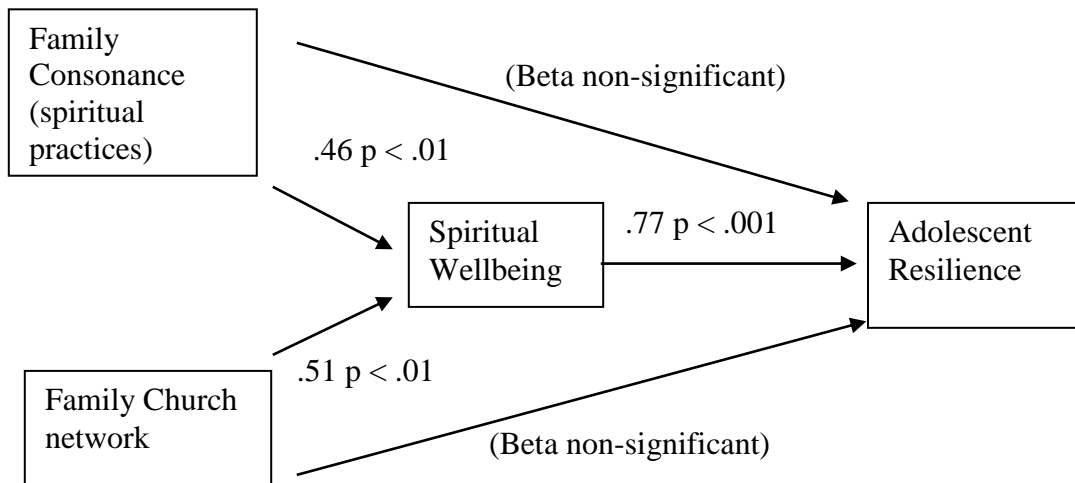 Family
Consonance
(spiritual
practices)
(Beta non-significant)
.46 p < .01
Spiritual
Wellbeing
.77 p < .001
Adolescent
Resilience
.51 p < .01
Family Church
network
(Beta non-significant)